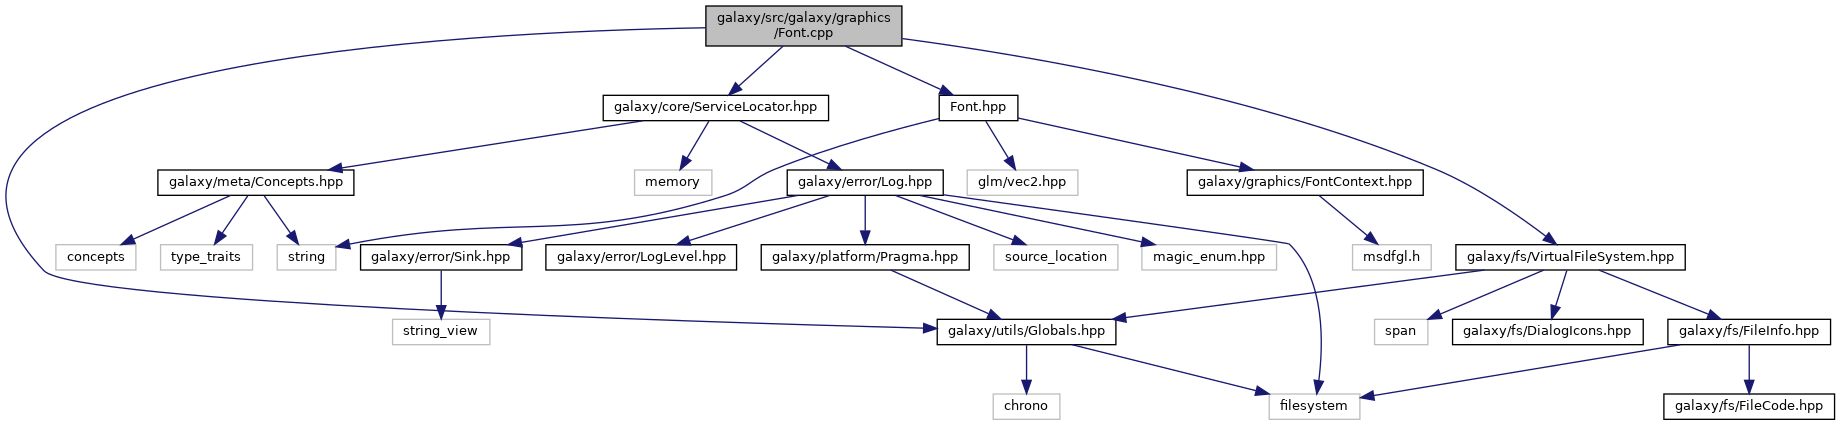 galaxy/src/galaxy/graphics
/Font.cpp
galaxy/core/ServiceLocator.hpp
Font.hpp
galaxy/meta/Concepts.hpp
memory
galaxy/error/Log.hpp
glm/vec2.hpp
galaxy/graphics/FontContext.hpp
concepts
type_traits
string
galaxy/error/Sink.hpp
galaxy/error/LogLevel.hpp
galaxy/platform/Pragma.hpp
source_location
magic_enum.hpp
msdfgl.h
galaxy/fs/VirtualFileSystem.hpp
string_view
galaxy/utils/Globals.hpp
span
galaxy/fs/DialogIcons.hpp
galaxy/fs/FileInfo.hpp
chrono
filesystem
galaxy/fs/FileCode.hpp